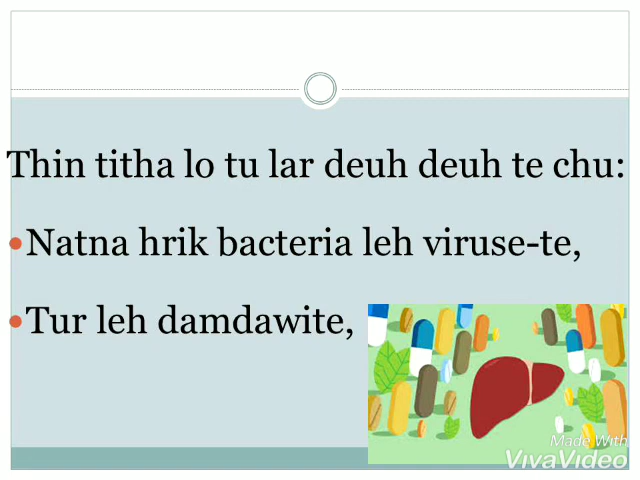 Thin titha lo tu lar deuh deuh te chu:
Natna hrik bacteria leh viruse-te,
Tur leh damdawite,
Made With
VivaVideo